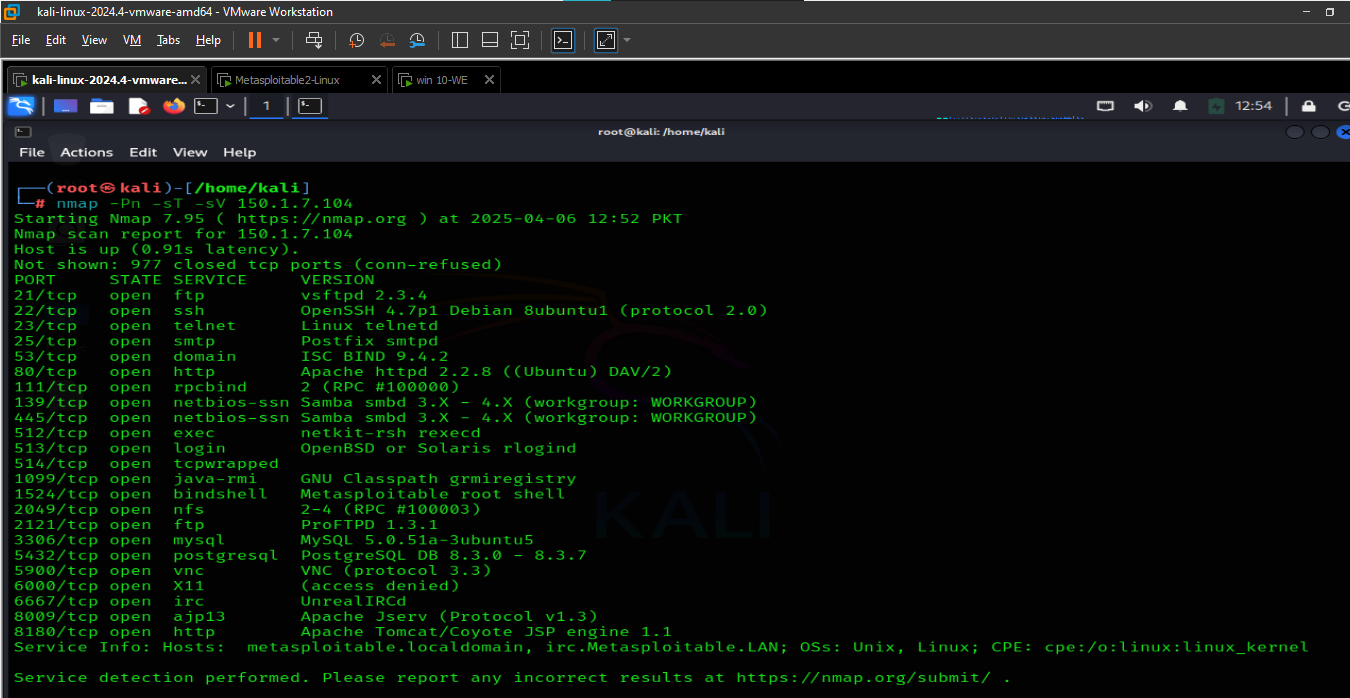 kali-linux-2024.4-vmware-amd64 - VMware Workstation
File Edit View VM Tabs Help
kali-linux-2024.4-vmware... Metasploitable2-Linux win 10-WE
1 12:54
root@kali: /home/kali
File Actions Edit View Help
(root㉿kali)-[/home/kali]
# nmap -Pn -sT -sV 150.1.7.104
Starting Nmap 7.95 ( https://nmap.org ) at 2025-04-06 12:52 PKT
Nmap scan report for 150.1.7.104
Host is up (0.91s latency).
Not shown: 977 closed tcp ports (conn-refused)
PORT STATE SERVICE VERSION
21/tcp open ftp vsftpd 2.3.4
22/tcp open ssh OpenSSH 4.7p1 Debian 8ubuntu1 (protocol 2.0)
23/tcp open telnet Linux telnetd
25/tcp open smtp Postfix smtpd
53/tcp open domain ISC BIND 9.4.2
80/tcp open http Apache httpd 2.2.8 ((Ubuntu) DAV/2)
111/tcp open rpcbind 2 (RPC #100000)
139/tcp open netbios-ssn Samba smbd 3.X - 4.X (workgroup: WORKGROUP)
445/tcp open netbios-ssn Samba smbd 3.X - 4.X (workgroup: WORKGROUP)
512/tcp open exec netkit-rsh rexecd
513/tcp open login OpenBSD or Solaris rlogind
514/tcp open tcpwrapped
1099/tcp open java-rmi GNU Classpath grmiregistry
1524/tcp open bindshell Metasploitable root shell
2049/tcp open nfs 2-4 (RPC #100003)
2121/tcp open ftp ProFTPD 1.3.1
3306/tcp open mysql MySQL 5.0.51a-3ubuntu5
5432/tcp open postgresql PostgreSQL DB 8.3.0 - 8.3.7
5900/tcp open vnc VNC (protocol 3.3)
6000/tcp open X11 (access denied)
6667/tcp open irc UnrealIRCd
8009/tcp open ajp13 Apache Jserv (Protocol v1.3)
8180/tcp open http Apache Tomcat/Coyote JSP engine 1.1
Service Info: Hosts:  metasploitable.localdomain, irc.Metasploitable.LAN; OSs: Unix, Linux; CPE: cpe:/o:linux:linux_kernel
Service detection performed. Please report any incorrect results at https://nmap.org/submit/ .
KALI